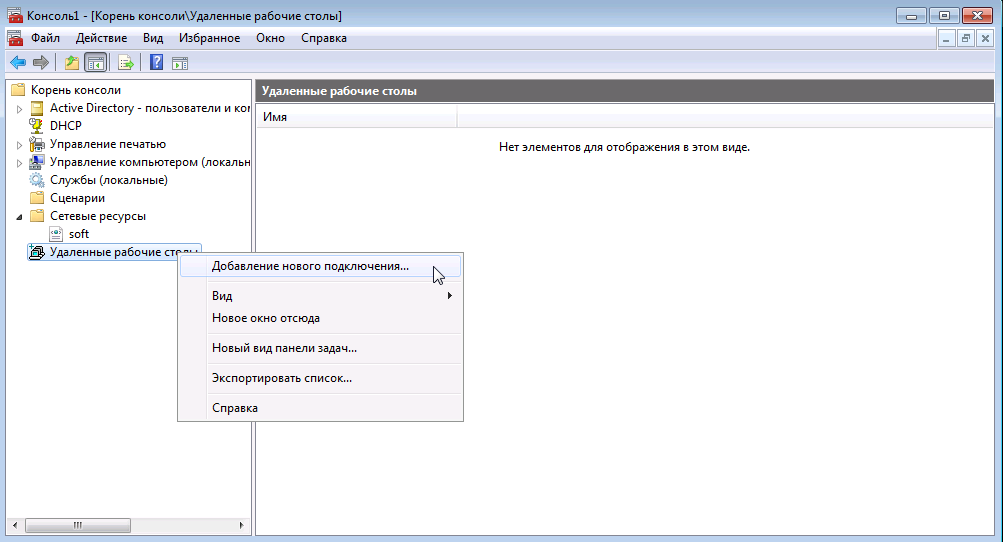 Консоль1 - [Корень консоли\Удаленные рабочие столы]
Файл Действие Вид Избранное Окно Справка
Корень консоли
Active Directory - пользователи и ко
DHCP
Управление печатью
Управление компьютером (локальн
Службы (локальные)
Сценарии
Сетевые ресурсы
soft
Удаленные рабочие столы
Удаленные рабочие столы
Имя
Нет элементов для отображения в этом виде.
Добавление нового подключения...
Вид
Новое окно отсюда
Новый вид панели задач...
Экспортировать список...
Справка